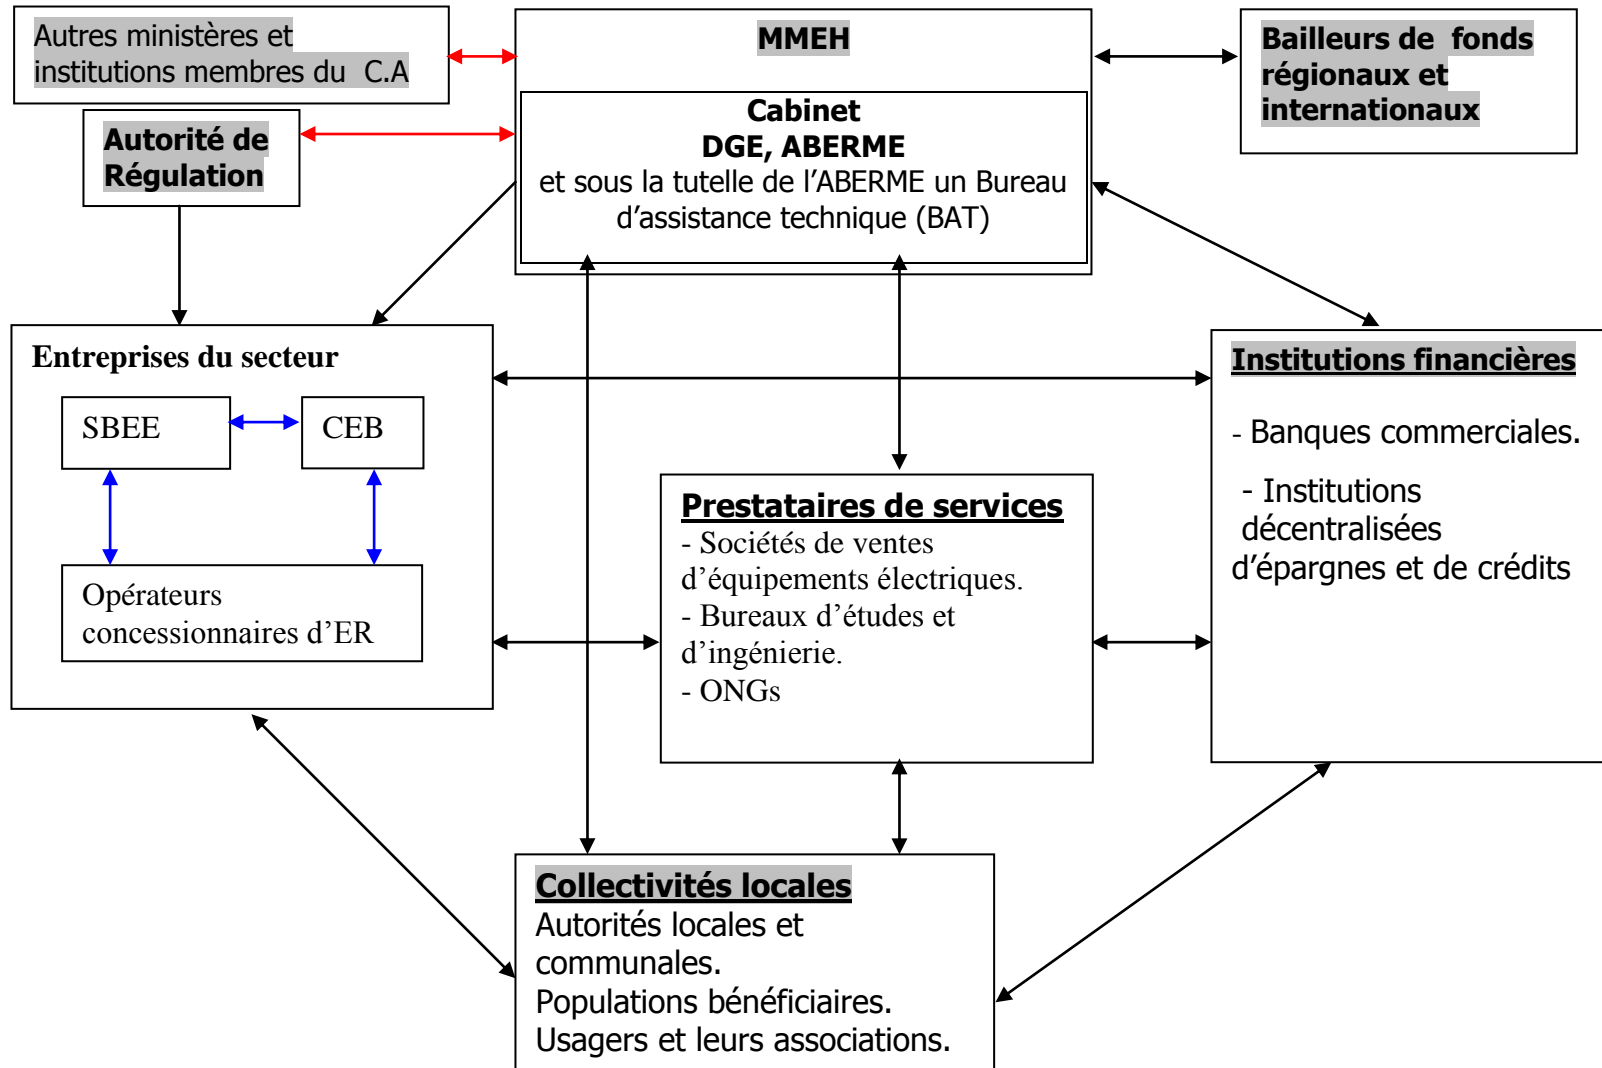 Autres ministères et
institutions membres du C.A
MMEH
Bailleurs de fonds
régionaux et
internationaux
Autorité de
Régulation
Cabinet
DGE, ABERME
et sous la tutelle de l’ABERME un Bureau
d’assistance technique (BAT)
Entreprises du secteur
SBEE
CEB
Opérateurs
concessionnaires d’ER
Institutions financières
- Banques commerciales.
- Institutions
décentralisées
d’épargnes et de crédits
Prestataires de services
- Sociétés de ventes
d’équipements électriques.
- Bureaux d’études et
d’ingénierie.
- ONGs
Collectivités locales
Autorités locales et
communales.
Populations bénéficiaires.
Usagers et leurs associations.